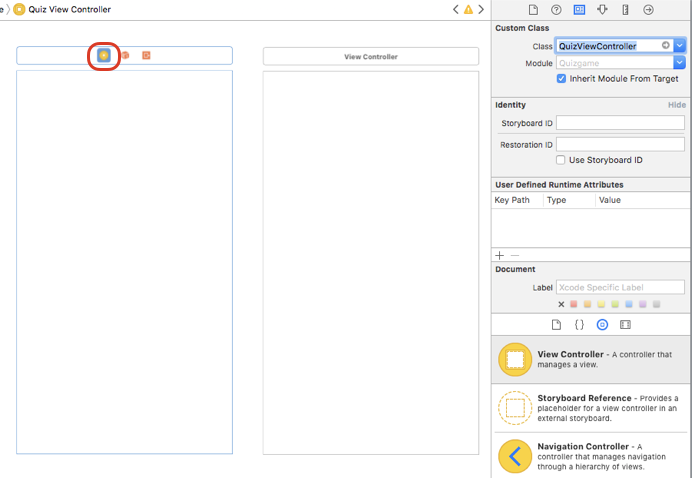 e > Quiz View Controller
View Controller
Custom Class
Class QuizViewController
Module Quizgame
Inherit Module From Target
Identity Hide
Storyboard ID
Restoration ID
Use Storyboard ID
User Defined Runtime Attributes
Key Path Type Value
Document
Label Xcode Specific Label
View Controller - A controller that
manages a view.
Storyboard Reference - Provides a
placeholder for a view controller in an
external storyboard.
Navigation Controller - A
controller that manages navigation
through a hierarchy of views.